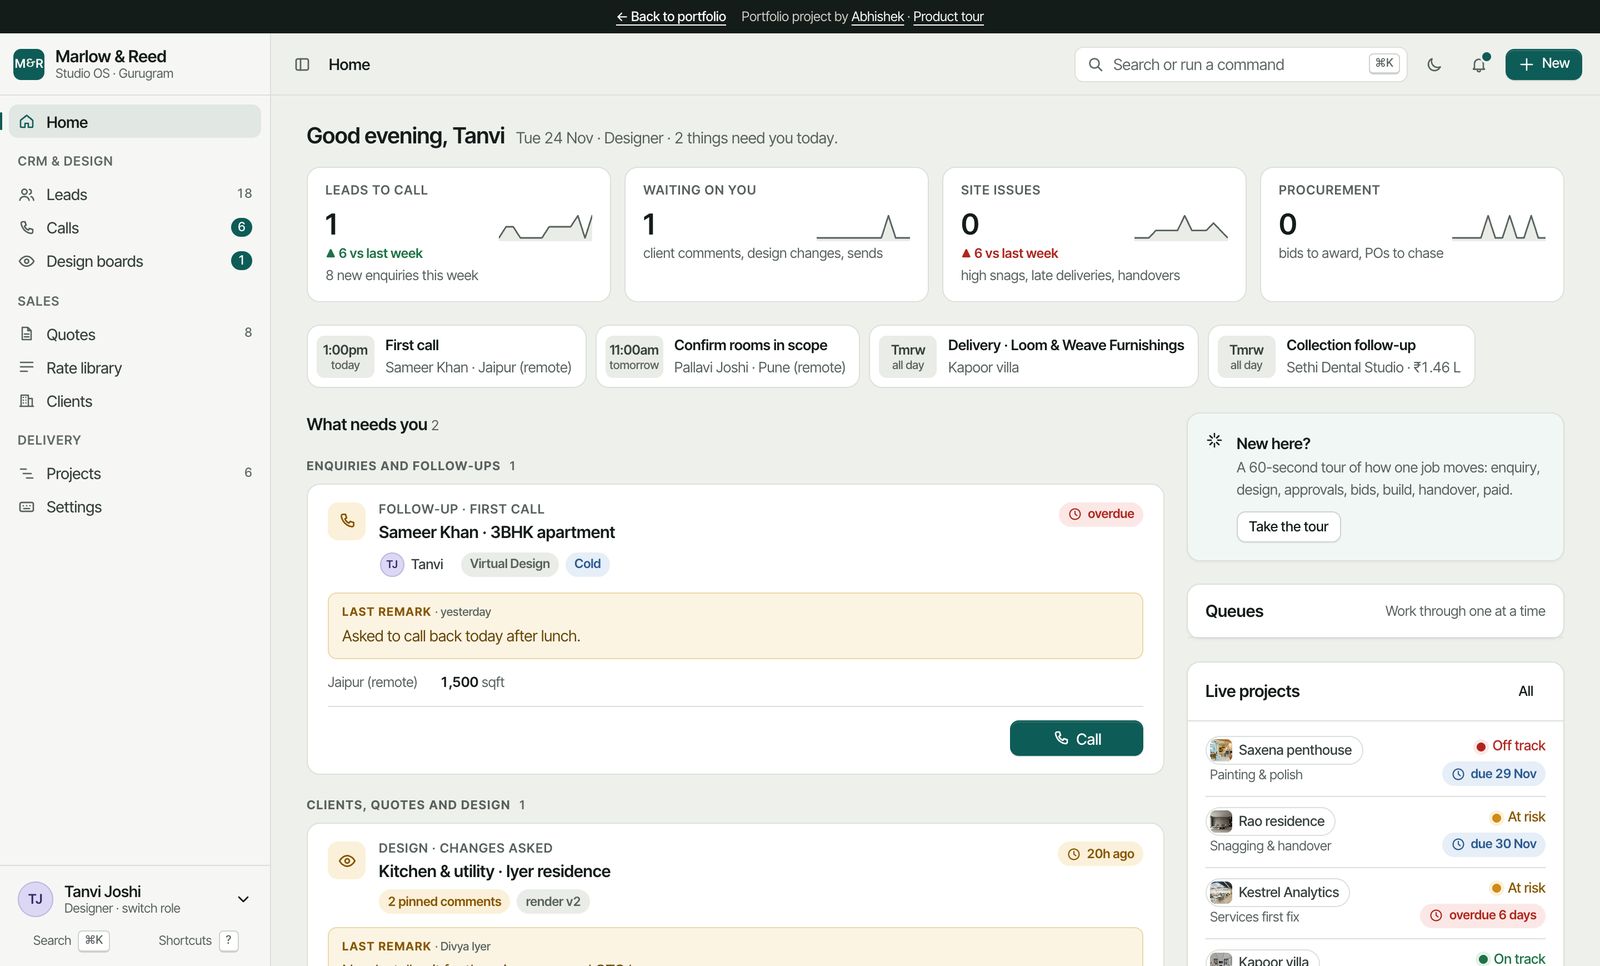 ← Back to portfolio Portfolio project by Abhishek · Product tour
M&R
Marlow & Reed
Studio OS · Gurugram
Home
Search or run a command ⌘K
New
Home
CRM & DESIGN
Leads 18
Calls 6
Design boards 1
SALES
Quotes 8
Rate library
Clients
DELIVERY
Projects 6
Settings
TJ
Tanvi Joshi
Designer · switch role
Search ⌘K Shortcuts ?
Good evening, Tanvi Tue 24 Nov · Designer · 2 things need you today.
LEADS TO CALL
1
▲ 6 vs last week
8 new enquiries this week
WAITING ON YOU
1
client comments, design changes, sends
SITE ISSUES
0
▲ 6 vs last week
high snags, late deliveries, handovers
PROCUREMENT
0
bids to award, POs to chase
1:00pm
today
First call
Sameer Khan · Jaipur (remote)
11:00am
tomorrow
Confirm rooms in scope
Pallavi Joshi · Pune (remote)
Tmrw
all day
Delivery · Loom & Weave Furnishings
Kapoor villa
Tmrw
all day
Collection follow-up
Sethi Dental Studio · ₹1.46 L
What needs you 2
ENQUIRIES AND FOLLOW-UPS 1
FOLLOW-UP · FIRST CALL
overdue
Sameer Khan · 3BHK apartment
TJ Tanvi Virtual Design Cold
LAST REMARK · yesterday
Asked to call back today after lunch.
Jaipur (remote) 1,500 sqft
Call
CLIENTS, QUOTES AND DESIGN 1
DESIGN · CHANGES ASKED
20h ago
Kitchen & utility · Iyer residence
2 pinned comments render v2
LAST REMARK · Divya Iyer
New here?
A 60-second tour of how one job moves: enquiry,
design, approvals, bids, build, handover, paid.
Take the tour
Queues Work through one at a time
Live projects All
Saxena penthouse Off track
Painting & polish due 29 Nov
Rao residence At risk
Snagging & handover due 30 Nov
Kestrel Analytics At risk
Services first fix overdue 6 days
Kapoor villa On track